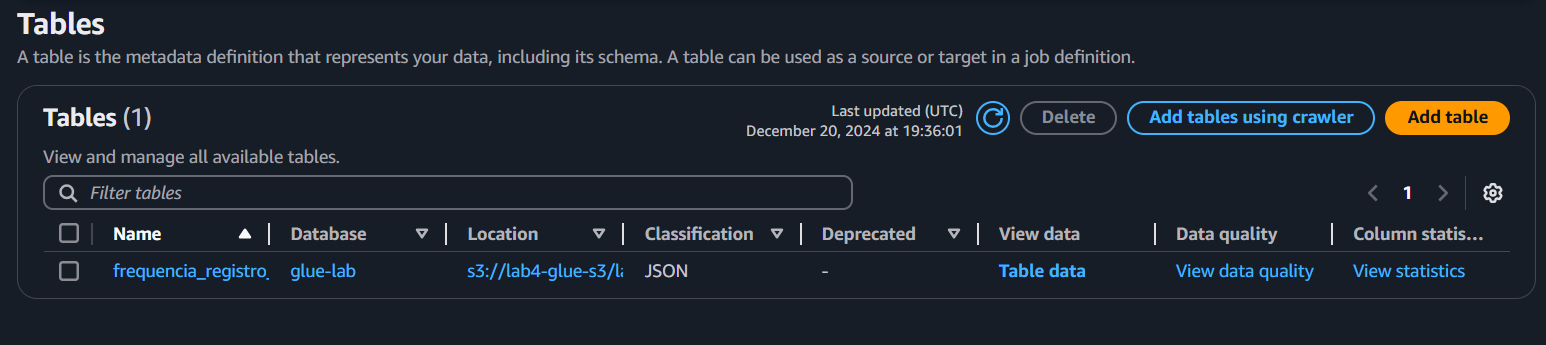 Tables
A table is the metadata definition that represents your data, including its schema. A table can be used as a source or target in a job definition.
Tables (1)
Last updated (UTC)
December 20, 2024 at 19:36:01
Delete
Add tables using crawler
Add table
View and manage all available tables.
Filter tables
1
Name Database Location Classification Deprecated View data Data quality Column statis...
frequencia_registro_ glue-lab s3://lab4-glue-s3/la JSON - Table data View data quality View statistics